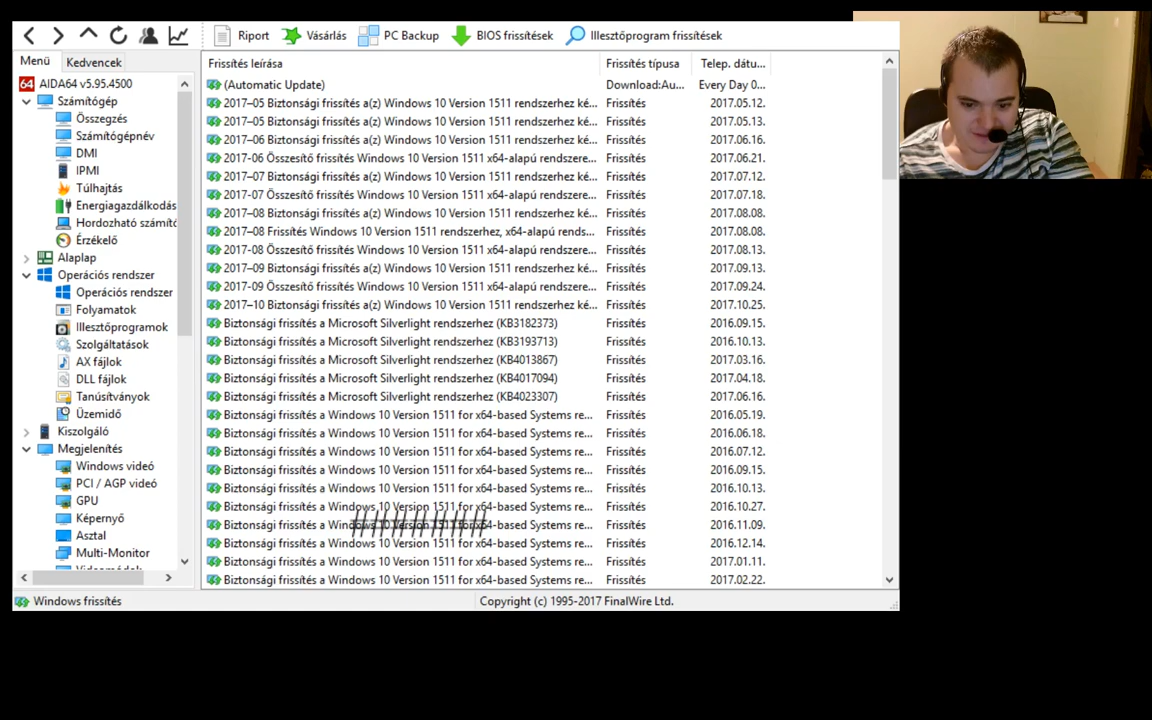 Riport Vásárlás PC Backup BIOS frissítések Illesztőprogram frissítések
Menü Kedvencek
64 AIDA64 v5.95.4500
Számítógép
Összegzés
Számítógépnév
DMI
IPMI
Túlhajtás
Energiagazdálkodás
Hordozható számító
Érzékelő
Alaplap
Operációs rendszer
Operációs rendszer
Folyamatok
Illesztőprogramok
Szolgáltatások
AX fájlok
DLL fájlok
Tanúsítványok
Üzemidő
Kiszolgáló
Megjelenítés
Windows videó
PCI / AGP videó
GPU
Képernyő
Asztal
Multi-Monitor
Videomódok
Frissítés leírása Frissítés típusa Telep. dátu...
(Automatic Update) Download:Au... Every Day 0...
2017–05 Biztonsági frissítés a(z) Windows 10 Version 1511 rendszerhez ké... Frissítés 2017.05.12.
2017–05 Biztonsági frissítés a(z) Windows 10 Version 1511 rendszerhez ké... Frissítés 2017.05.13.
2017–06 Biztonsági frissítés a(z) Windows 10 Version 1511 rendszerhez ké... Frissítés 2017.06.16.
2017-06 Összesítő frissítés Windows 10 Version 1511 x64-alapú rendszere... Frissítés 2017.06.21.
2017–07 Biztonsági frissítés a(z) Windows 10 Version 1511 rendszerhez ké... Frissítés 2017.07.12.
2017-07 Összesítő frissítés Windows 10 Version 1511 x64-alapú rendszere... Frissítés 2017.07.18.
2017–08 Biztonsági frissítés a(z) Windows 10 Version 1511 rendszerhez ké... Frissítés 2017.08.08.
2017–08 Frissítés Windows 10 Version 1511 rendszerhez, x64-alapú rends... Frissítés 2017.08.08.
2017-08 Összesítő frissítés Windows 10 Version 1511 x64-alapú rendszere... Frissítés 2017.08.13.
2017–09 Biztonsági frissítés a(z) Windows 10 Version 1511 rendszerhez ké... Frissítés 2017.09.13.
2017-09 Összesítő frissítés Windows 10 Version 1511 x64-alapú rendszere... Frissítés 2017.09.24.
2017–10 Biztonsági frissítés a(z) Windows 10 Version 1511 rendszerhez ké... Frissítés 2017.10.25.
Biztonsági frissítés a Microsoft Silverlight rendszerhez (KB3182373) Frissítés 2016.09.15.
Biztonsági frissítés a Microsoft Silverlight rendszerhez (KB3193713) Frissítés 2016.10.13.
Biztonsági frissítés a Microsoft Silverlight rendszerhez (KB4013867) Frissítés 2017.03.16.
Biztonsági frissítés a Microsoft Silverlight rendszerhez (KB4017094) Frissítés 2017.04.18.
Biztonsági frissítés a Microsoft Silverlight rendszerhez (KB4023307) Frissítés 2017.06.16.
Biztonsági frissítés a Windows 10 Version 1511 for x64-based Systems re... Frissítés 2016.05.19.
Biztonsági frissítés a Windows 10 Version 1511 for x64-based Systems re... Frissítés 2016.06.18.
Biztonsági frissítés a Windows 10 Version 1511 for x64-based Systems re... Frissítés 2016.07.12.
Biztonsági frissítés a Windows 10 Version 1511 for x64-based Systems re... Frissítés 2016.09.15.
Biztonsági frissítés a Windows 10 Version 1511 for x64-based Systems re... Frissítés 2016.10.13.
Biztonsági frissítés a Windows 10 Version 1511 for x64-based Systems re... Frissítés 2016.10.27.
Biztonsági frissítés a Windows 10 Version 1511 for x64-based Systems re... Frissítés 2016.11.09.
Biztonsági frissítés a Windows 10 Version 1511 for x64-based Systems re... Frissítés 2016.12.14.
Biztonsági frissítés a Windows 10 Version 1511 for x64-based Systems re... Frissítés 2017.01.11.
Biztonsági frissítés a Windows 10 Version 1511 for x64-based Systems re... Frissítés 2017.02.22.
Windows frissítés Copyright (c) 1995-2017 FinalWire Ltd.